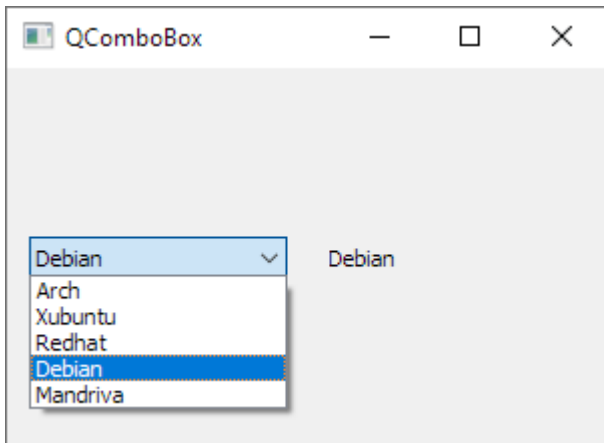 QComboBox
Debian
Debian
Arch
Xubuntu
Redhat
Debian
Mandriva